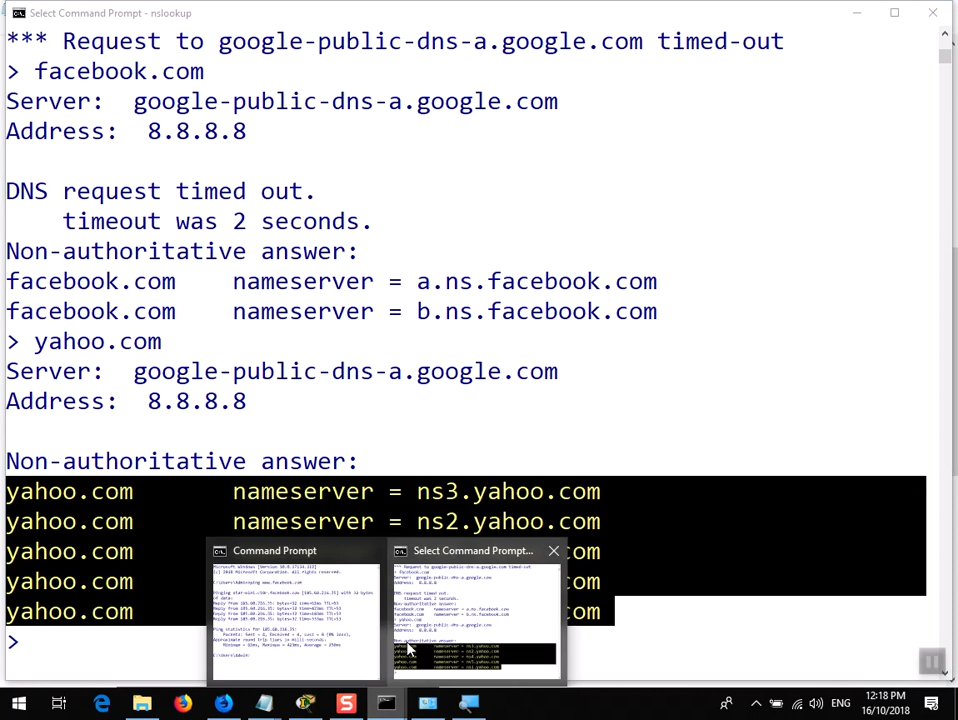 Select Command Prompt - nslookup
*** Request to google-public-dns-a.google.com timed-out
> facebook.com
Server:  google-public-dns-a.google.com
Address:  8.8.8.8
DNS request timed out.
timeout was 2 seconds.
Non-authoritative answer:
facebook.com    nameserver = a.ns.facebook.com
facebook.com    nameserver = b.ns.facebook.com
> yahoo.com
Server:  google-public-dns-a.google.com
Address:  8.8.8.8
Non-authoritative answer:
yahoo.com       nameserver = ns3.yahoo.com
yahoo.com       nameserver = ns2.yahoo.com
yahoo.com com
yahoo.com com
yahoo.com com
>
Command Prompt
Select Command Prompt...
ENG
12:18 PM
16/10/2018